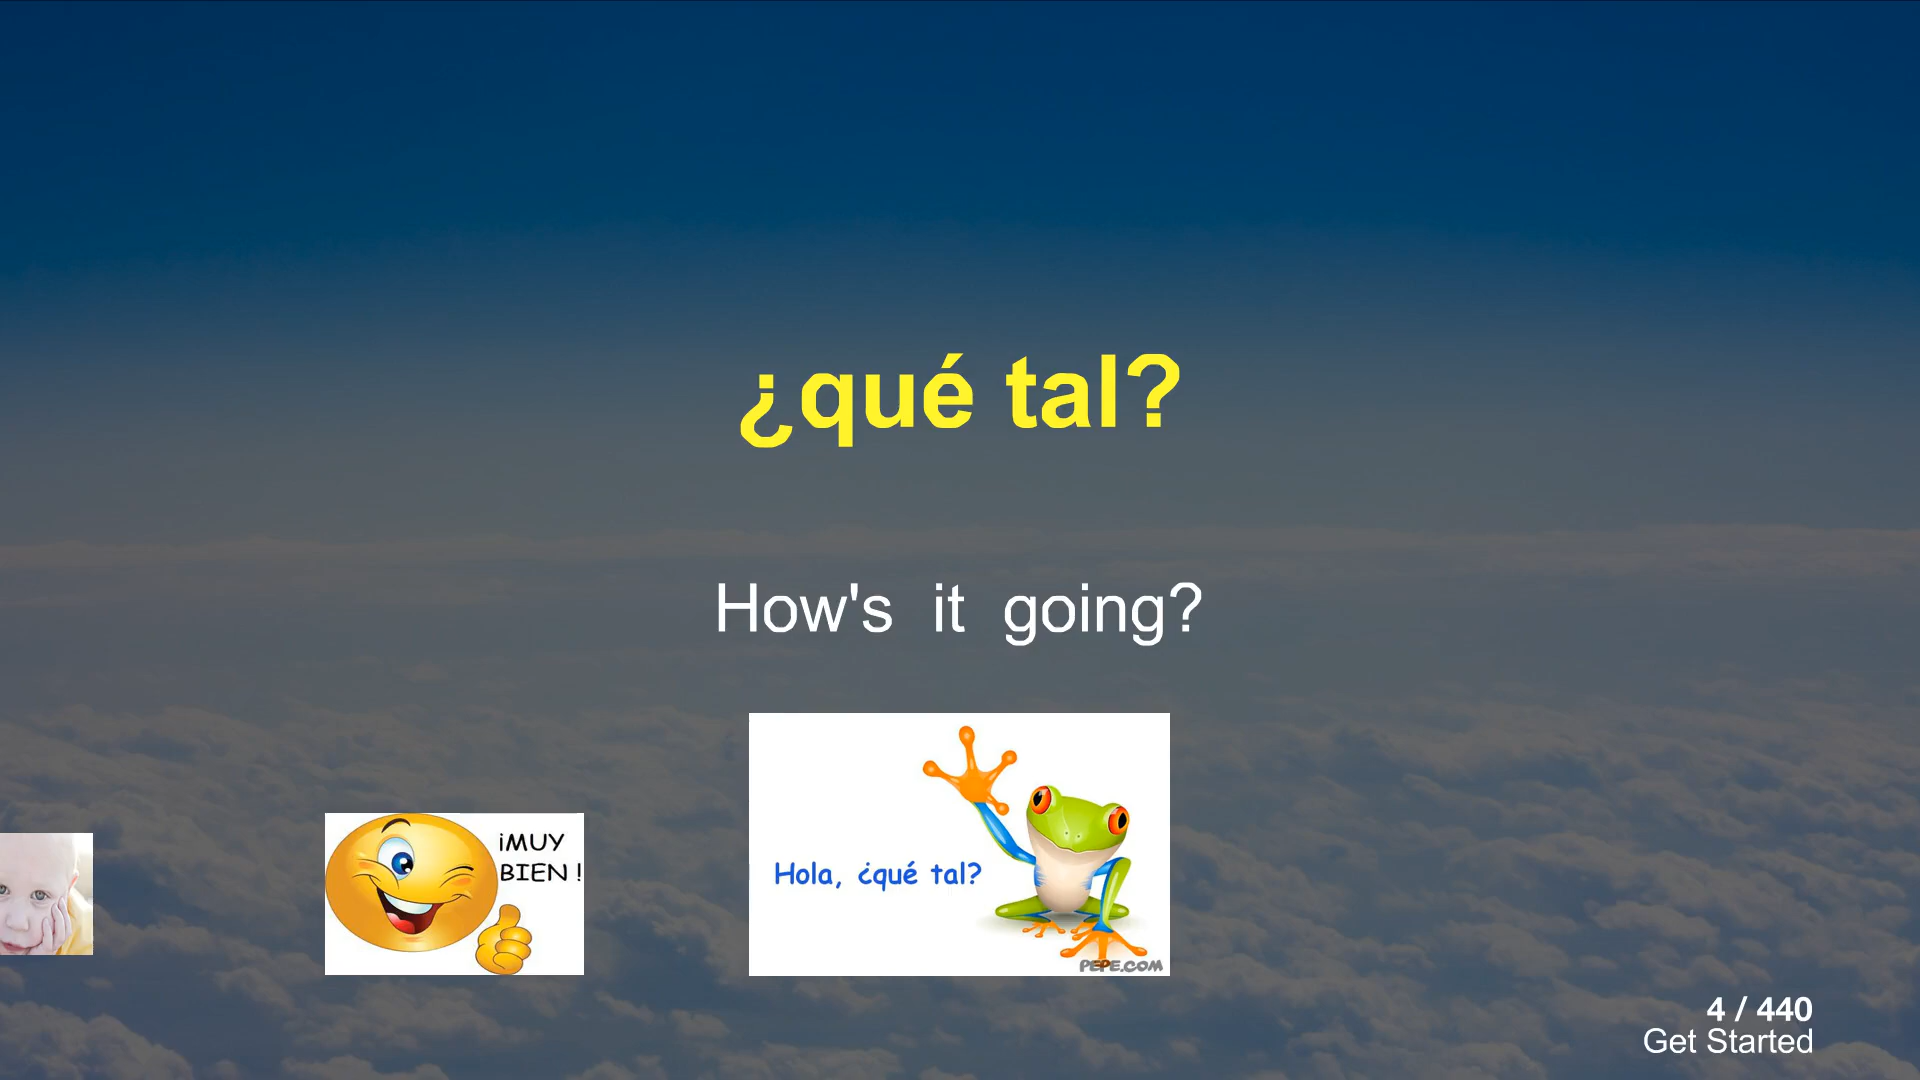 ¿qué tal?
How's it going?
¡MUY
BIEN !
Hola, ¿qué tal?
PEPE.COM
4 / 440
Get Started